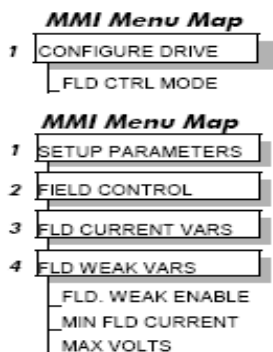 MMI Menu Map
1 CONFIGURE DRIVE
FLD CTRL MODE
MMI Menu Map
1 SETUP PARAMETERS
2 FIELD CONTROL
3 FLD CURRENT VARS
4 FLD WEAK VARS
FLD. WEAK ENABLE
MIN FLD CURRENT
MAX VOLTS